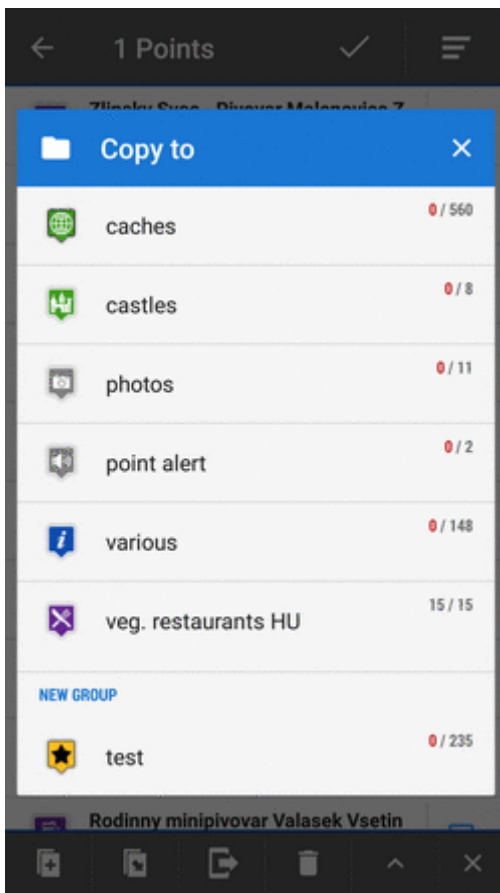 1 Points
Copy to
caches
0 / 560
castles
0 / 8
photos
0 / 11
point alert
0 / 2
various
0 / 148
veg. restaurants HU
15 / 15
NEW GROUP
test
0 / 235
Rodinny minipivovar Valasek Vsetin